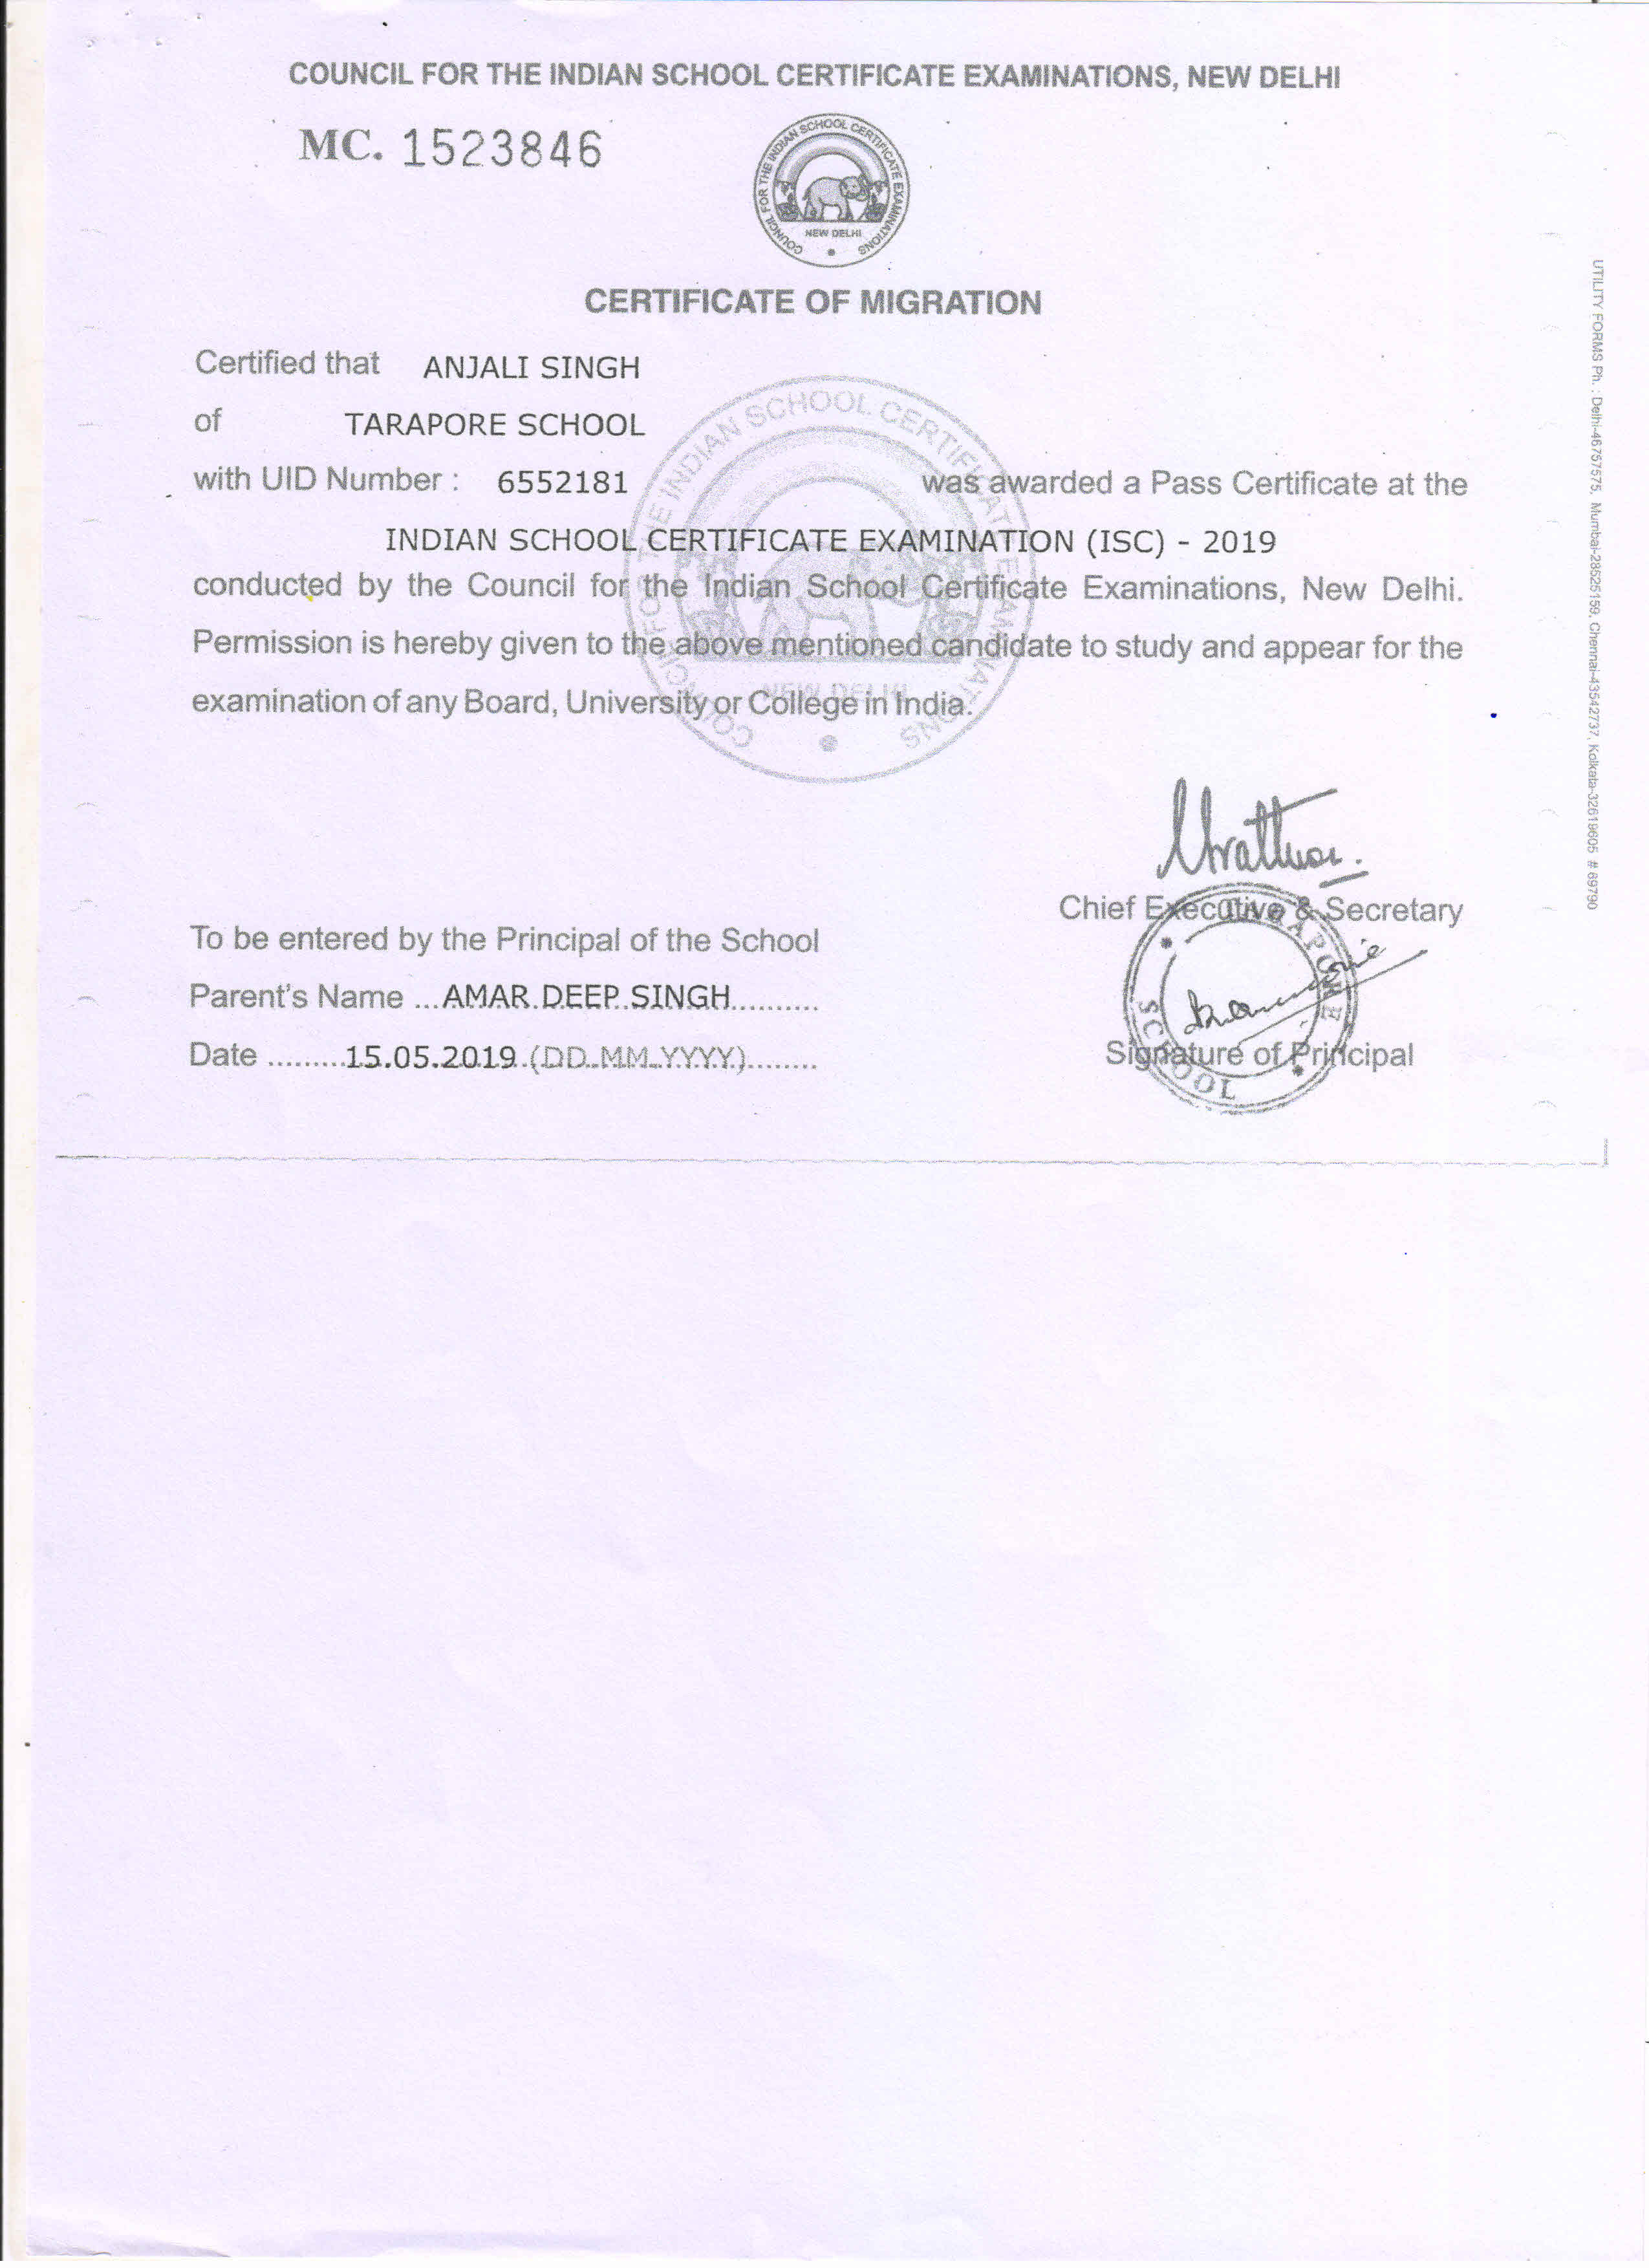 COUNCIL FOR THE INDIAN SCHOOL CERTIFICATE EXAMINATIONS, NEW DELHI
MC. 1523846
COUNCIL FOR THE INDIAN SCHOOL CERTIFICATE EXAMINATIONS
NEW DELHI
CERTIFICATE OF MIGRATION
Certified that ANJALI SINGH
of TARAPORE SCHOOL
with UID Number : 6552181 was awarded a Pass Certificate at the
INDIAN SCHOOL CERTIFICATE EXAMINATION (ISC) - 2019
conducted by the Council for the Indian School Certificate Examinations, New Delhi.
Permission is hereby given to the above mentioned candidate to study and appear for the
examination of any Board, University or College in India.
COUNCIL FOR THE INDIAN SCHOOL CERTIFICATE EXAMINATIONS
NEW DELHI
Chief Executive & Secretary
To be entered by the Principal of the School
Parent's Name ...AMAR DEEP SINGH..........
Date .........15.05.2019 (DD.MM.YYYY)........
TARAPORE SCHOOL
Signature of Principal
UTILITY FORMS Ph. : Delhi-46757575, Mumbai-28525159, Chennai-43542737, Kolkata-32619605 # 69790